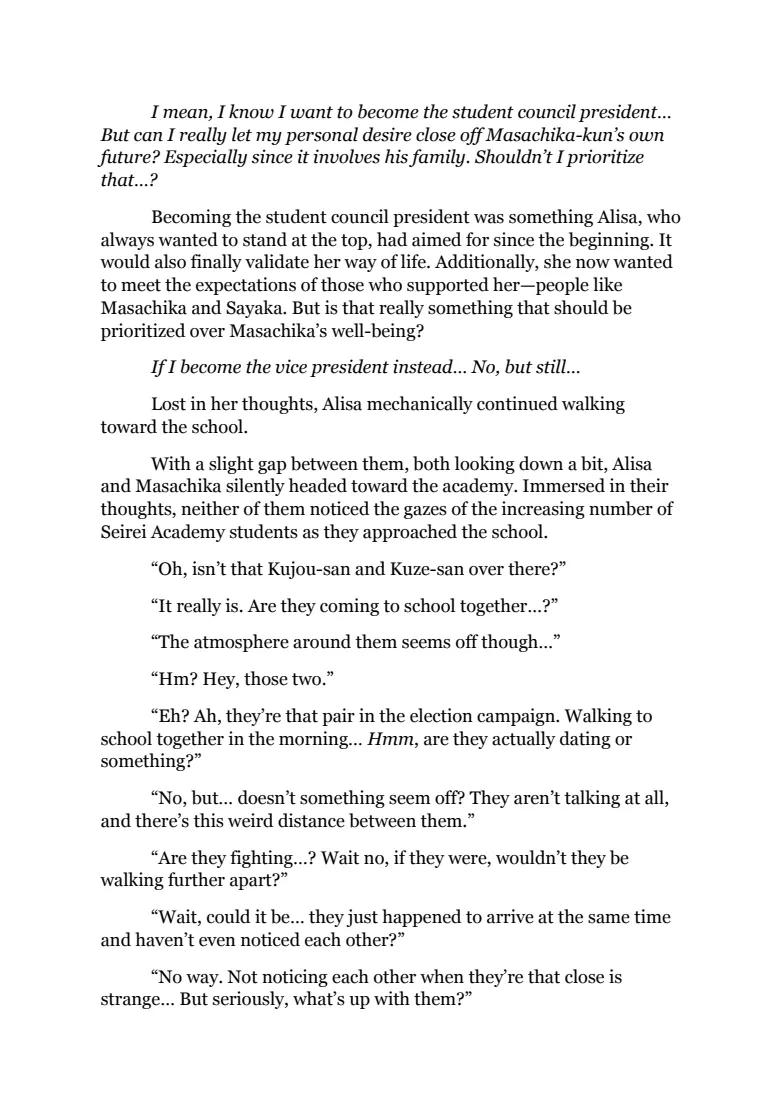 I mean, I know I want to become the student council president…
But can I really let my personal desire close off Masachika-kun’s own
future? Especially since it involves his family. Shouldn’t I prioritize
that…?
Becoming the student council president was something Alisa, who
always wanted to stand at the top, had aimed for since the beginning. It
would also finally validate her way of life. Additionally, she now wanted
to meet the expectations of those who supported her—people like
Masachika and Sayaka. But is that really something that should be
prioritized over Masachika’s well-being?
If I become the vice president instead… No, but still…
Lost in her thoughts, Alisa mechanically continued walking
toward the school.
With a slight gap between them, both looking down a bit, Alisa
and Masachika silently headed toward the academy. Immersed in their
thoughts, neither of them noticed the gazes of the increasing number of
Seirei Academy students as they approached the school.
“Oh, isn’t that Kujou-san and Kuze-san over there?”
“It really is. Are they coming to school together…?”
“The atmosphere around them seems off though…”
“Hm? Hey, those two.”
“Eh? Ah, they’re that pair in the election campaign. Walking to
school together in the morning… Hmm, are they actually dating or
something?”
“No, but… doesn’t something seem off? They aren’t talking at all,
and there’s this weird distance between them.”
“Are they fighting…? Wait no, if they were, wouldn’t they be
walking further apart?”
“Wait, could it be… they just happened to arrive at the same time
and haven’t even noticed each other?”
“No way. Not noticing each other when they’re that close is
strange… But seriously, what’s up with them?”